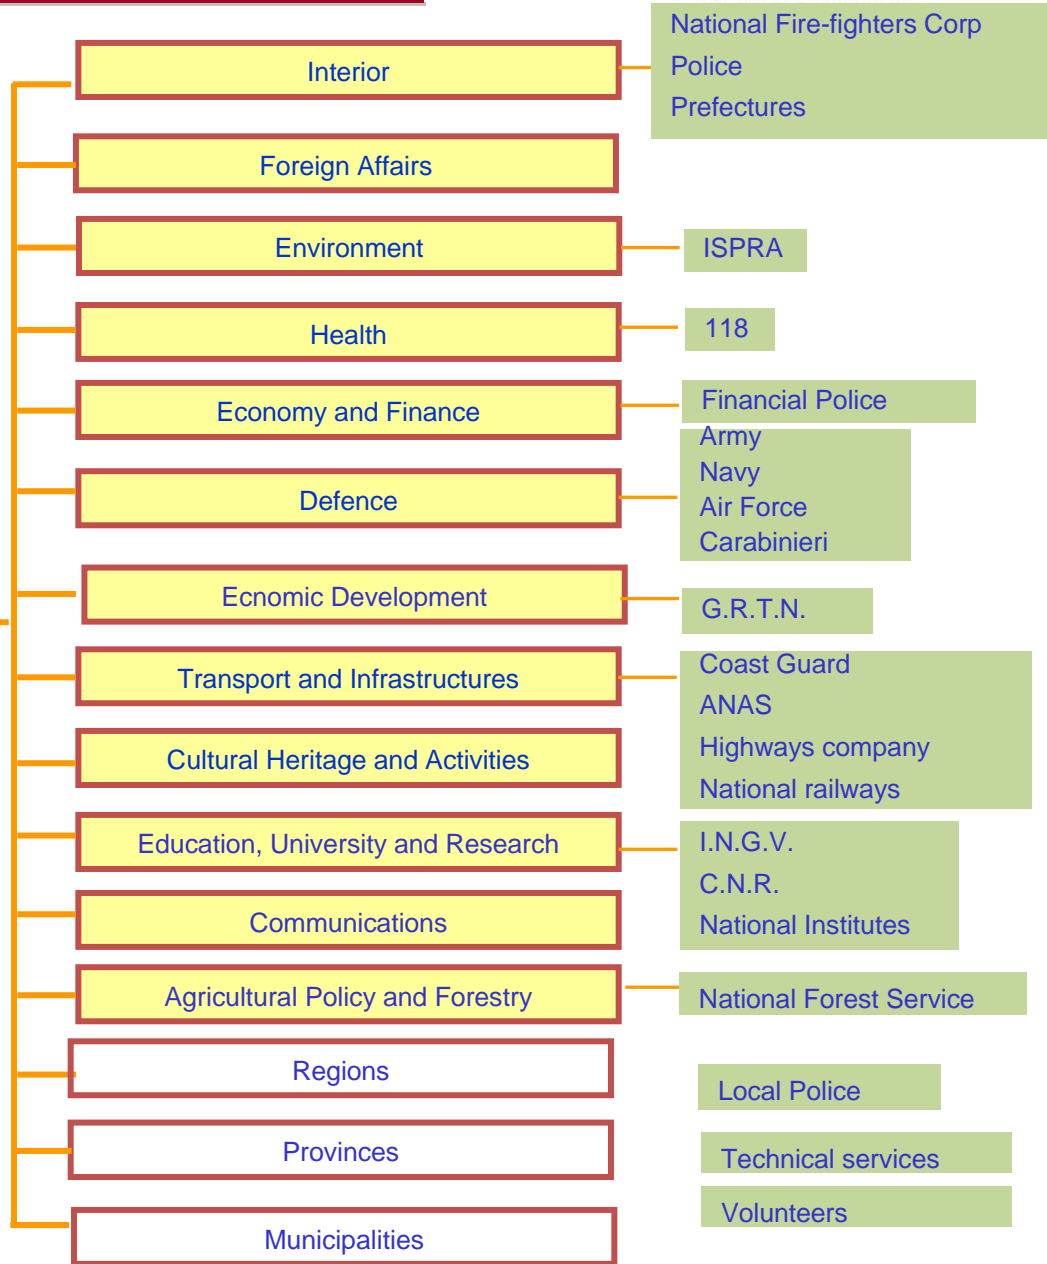 National Fire-fighters Corp
Interior
Police
Prefectures
Foreign Affairs
Environment
ISPRA
Health
118
Economy and Finance
Financial Police
Army
Navy
Defence
Air Force
Carabinieri
Ecnomic Development
G.R.T.N.
Transport and Infrastructures
Coast Guard
ANAS
Highways company
National railways
Cultural Heritage and Activities
Education, University and Research
I.N.G.V.
C.N.R.
National Institutes
Communications
Agricultural Policy and Forestry
National Forest Service
Regions
Local Police
Provinces
Technical services
Volunteers
Municipalities